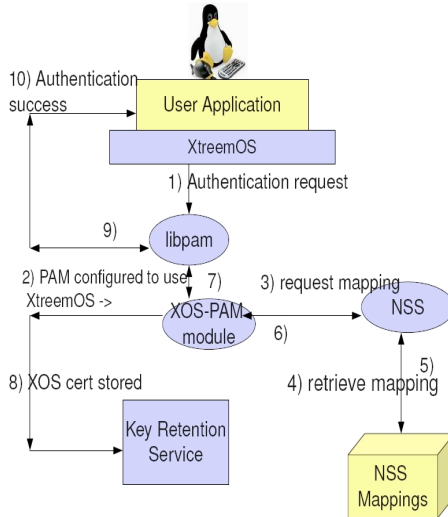 10) Authentication
success
User Application
XtreemOS
1) Authentication request
9)
libpam
2) PAM configured to use
XtreemOS ->
7)
3) request mapping
XOS-PAM
module
6)
NSS
5)
4) retrieve mapping
8) XOS cert stored
Key Retention
Service
NSS
Mappings